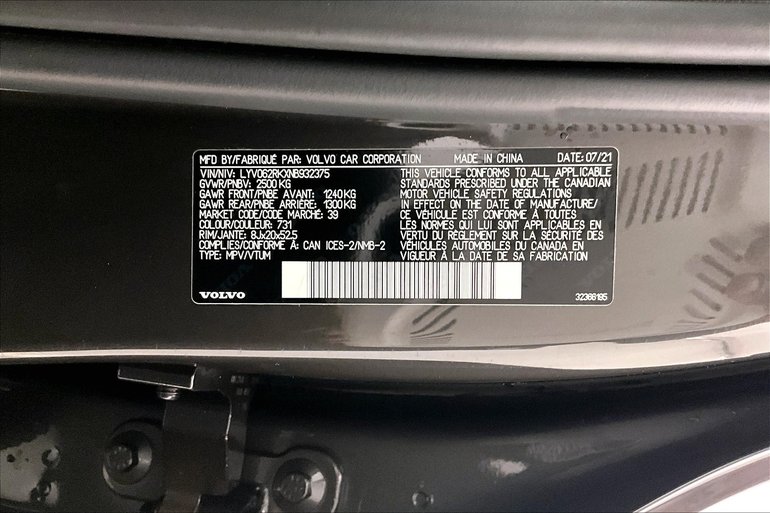 MFD BY/FABRIQUÉ PAR: VOLVO CAR CORPORATION MADE IN CHINA DATE: 07/21
VIN/NIV: LYV062RKXNB932375
GVWR/PNBV: 2500 KG
GAWR FRONT/PNBE AVANT: 1240 KG
GAWR REAR/PNBE ARRIÈRE: 1300 KG
MARKET CODE/CODE MARCHÉ: 39
COLOUR/COULEUR: 731
RIM/JANTE: 8Jx20x52.5
COMPLIES/CONFORME À: CAN ICES-2/NMB-2
TYPE: MPV/VTUM
THIS VEHICLE CONFORMS TO ALL APPLICABLE
STANDARDS PRESCRIBED UNDER THE CANADIAN
MOTOR VEHICLE SAFETY REGULATIONS
IN EFFECT ON THE DATE OF MANUFACTURE/
CE VÉHICULE EST CONFORME À TOUTES
LES NORMES QUI LUI SONT APPLICABLES EN
VERTU DU RÈGLEMENT SUR LA SÉCURITÉ DES
VÉHICULES AUTOMOBILES DU CANADA EN
VIGUEUR À LA DATE DE SA FABRICATION
VOLVO
32366195